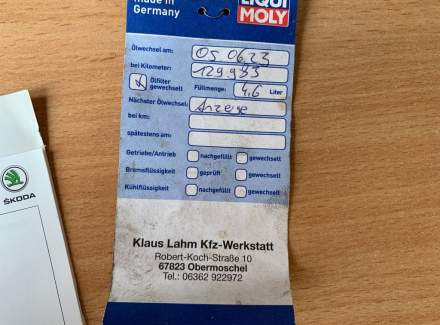 Made in
Germany
LIQUI
MOLY
Ölwechsel am: 05 06.23
bei Kilometer: 129.933
Ölfilter gewechselt Füllmenge: 4,6 Liter
Nächster Ölwechsel: Anzeige
bei km:
spätestens am:
Getriebe/Antrieb nachgefüllt gewechselt
Bremsflüssigkeit geprüft gewechselt
Kühlflüssigkeit nachgefüllt gewechselt
ŠKODA
Klaus Lahm Kfz-Werkstatt
Robert-Koch-Straße 10
67823 Obermoschel
Tel.: 06362 922972